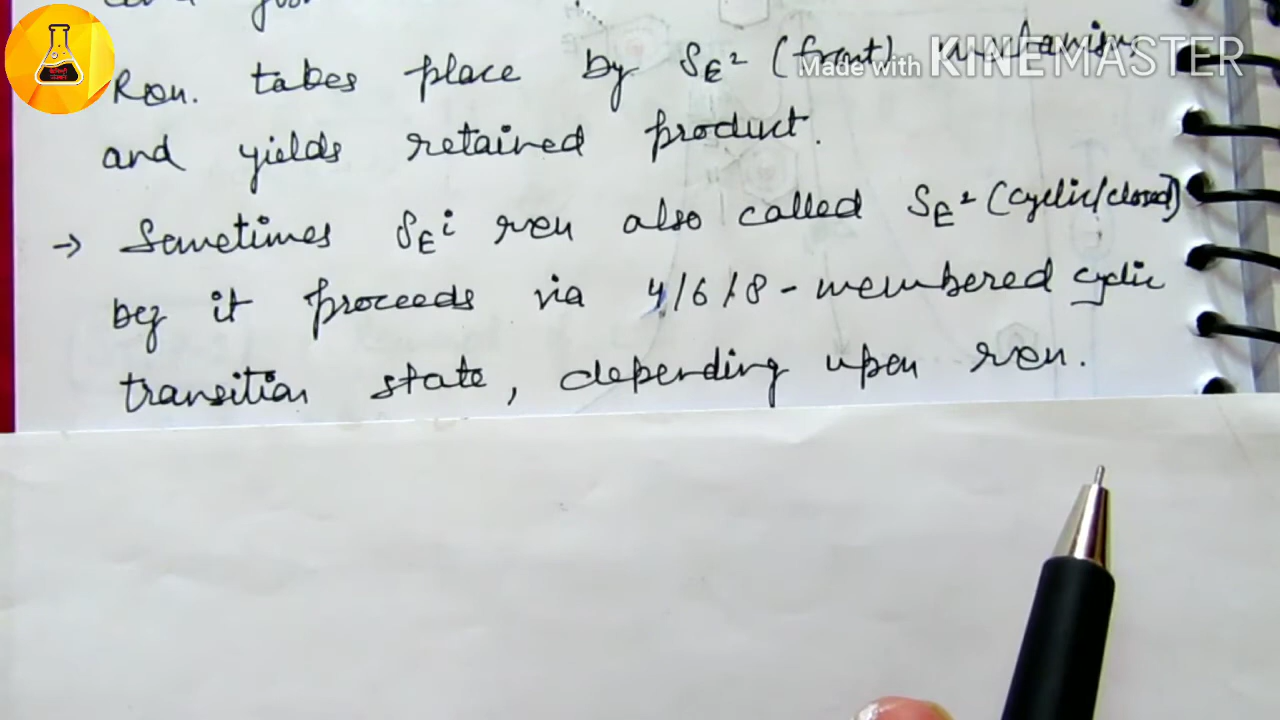 Rxn. takes place by SE² (front) mechanism
Made with KINEMASTER
and yields retained product.
→ Sometimes SEi rxn also called SE² (cyclic/closed)
bcz it proceeds via 4/6/8-membered cyclic
transition state, depending upon rxn.